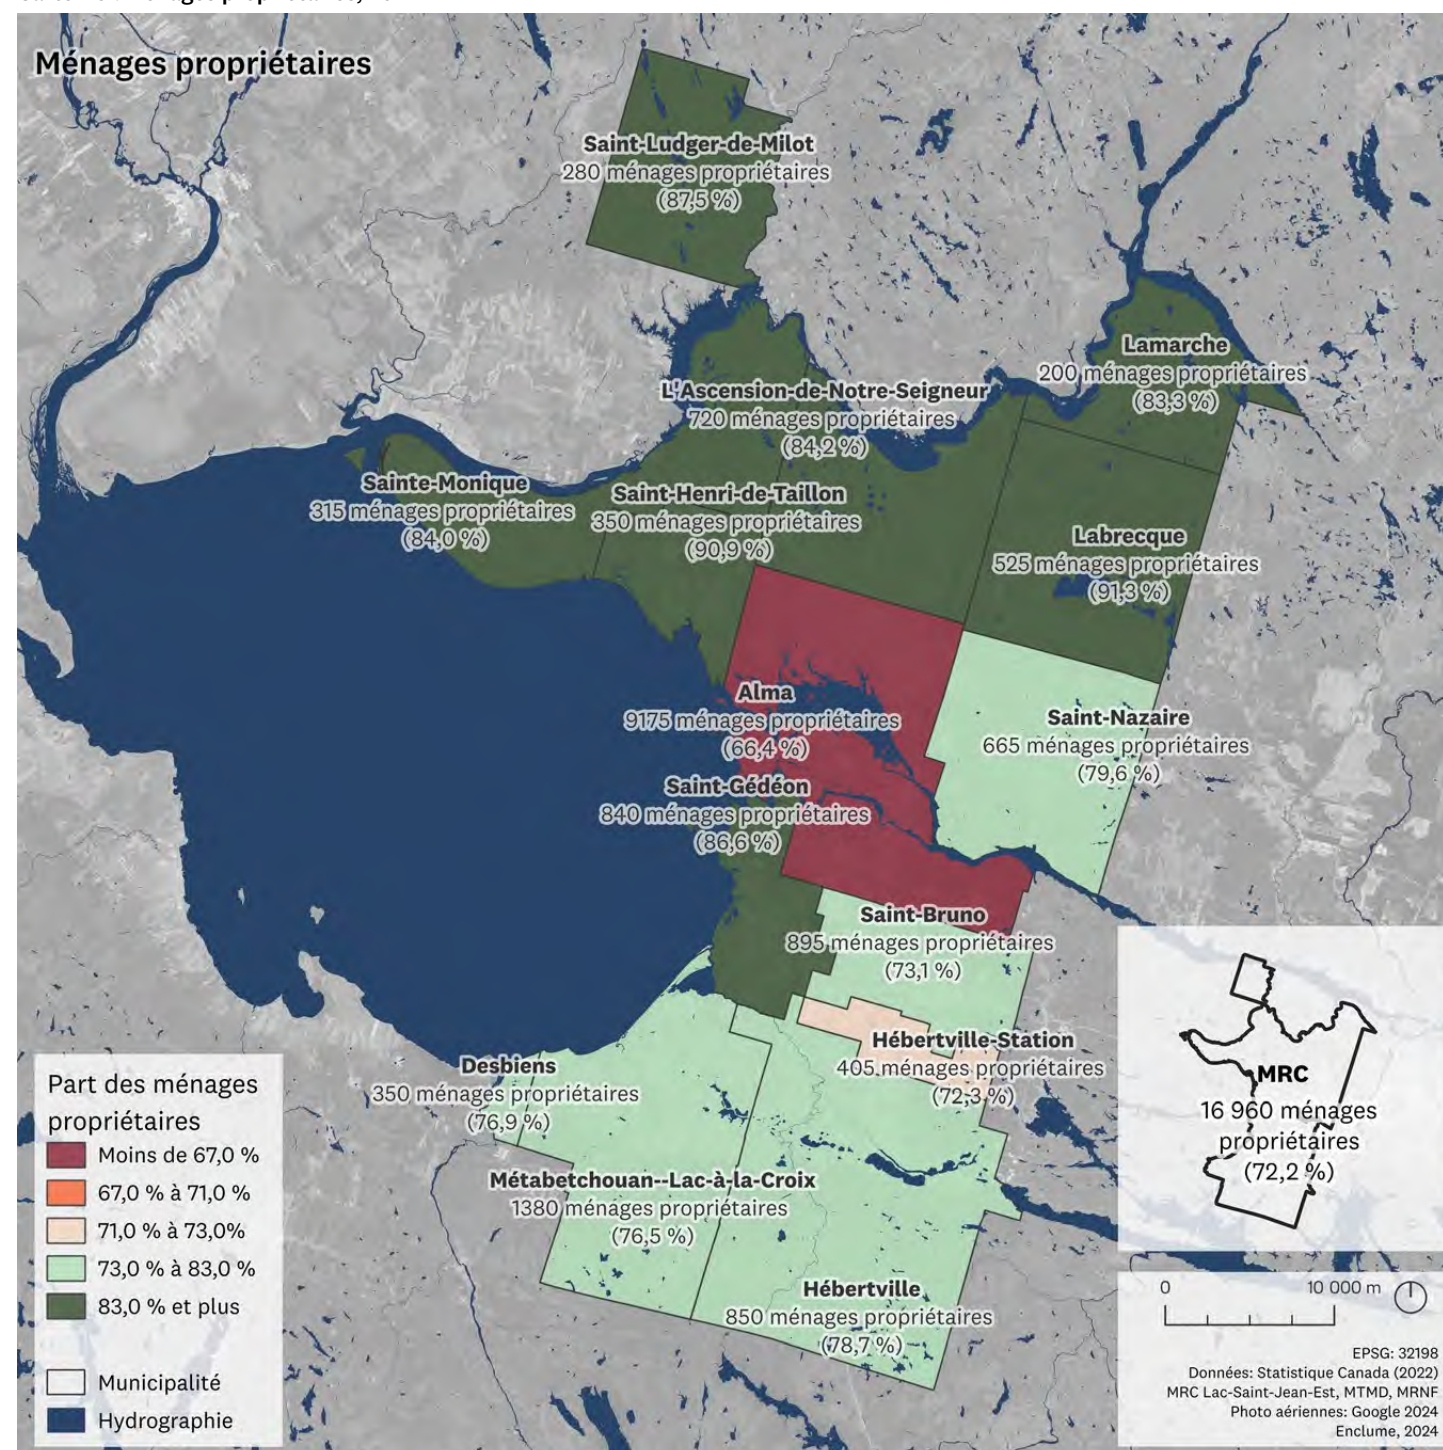 Ménages propriétaires
Saint-Ludger-de-Milot
280 ménages propriétaires
(87,5 %)
Lamarche
200 ménages propriétaires
(83,3 %)
L'Ascension-de-Notre-Seigneur
720 ménages propriétaires
(84,2 %)
Sainte-Monique
315 ménages propriétaires
(84,0 %)
Saint-Henri-de-Taillon
350 ménages propriétaires
(90,9 %)
Labrecque
525 ménages propriétaires
(91,3 %)
Alma
9175 ménages propriétaires
(66,4 %)
Saint-Nazaire
665 ménages propriétaires
(79,6 %)
Saint-Gédéon
840 ménages propriétaires
(86,6 %)
Saint-Bruno
895 ménages propriétaires
(73,1 %)
Hébertville-Station
405 ménages propriétaires
(72,3 %)
Desbiens
350 ménages propriétaires
(76,9 %)
Métabetchouan--Lac-à-la-Croix
1380 ménages propriétaires
(76,5 %)
Hébertville
850 ménages propriétaires
(78,7 %)
Part des ménages
propriétaires
Moins de 67,0 %
67,0 % à 71,0 %
71,0 % à 73,0%
73,0 % à 83,0 %
83,0 % et plus
Municipalité
Hydrographie
MRC
16 960 ménages
propriétaires
(72,2 %)
0 10 000 m
EPSG: 32198
Données: Statistique Canada (2022)
MRC Lac-Saint-Jean-Est, MTMD, MRNF
Photo aériennes: Google 2024
Enclume, 2024